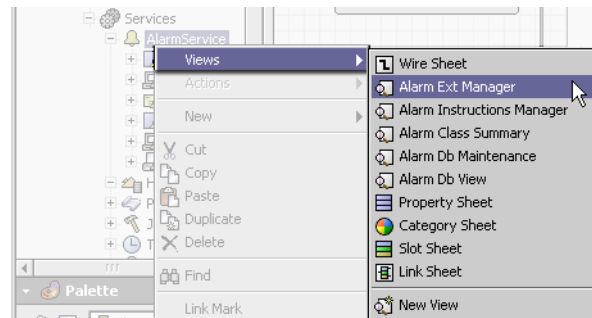 Services
AlarmService
Views
Actions
New
Cut
Copy
Paste
Duplicate
Delete
Find
Link Mark
Wire Sheet
Alarm Ext Manager
Alarm Instructions Manager
Alarm Class Summary
Alarm Db Maintenance
Alarm Db View
Property Sheet
Category Sheet
Slot Sheet
Link Sheet
New View
Palette